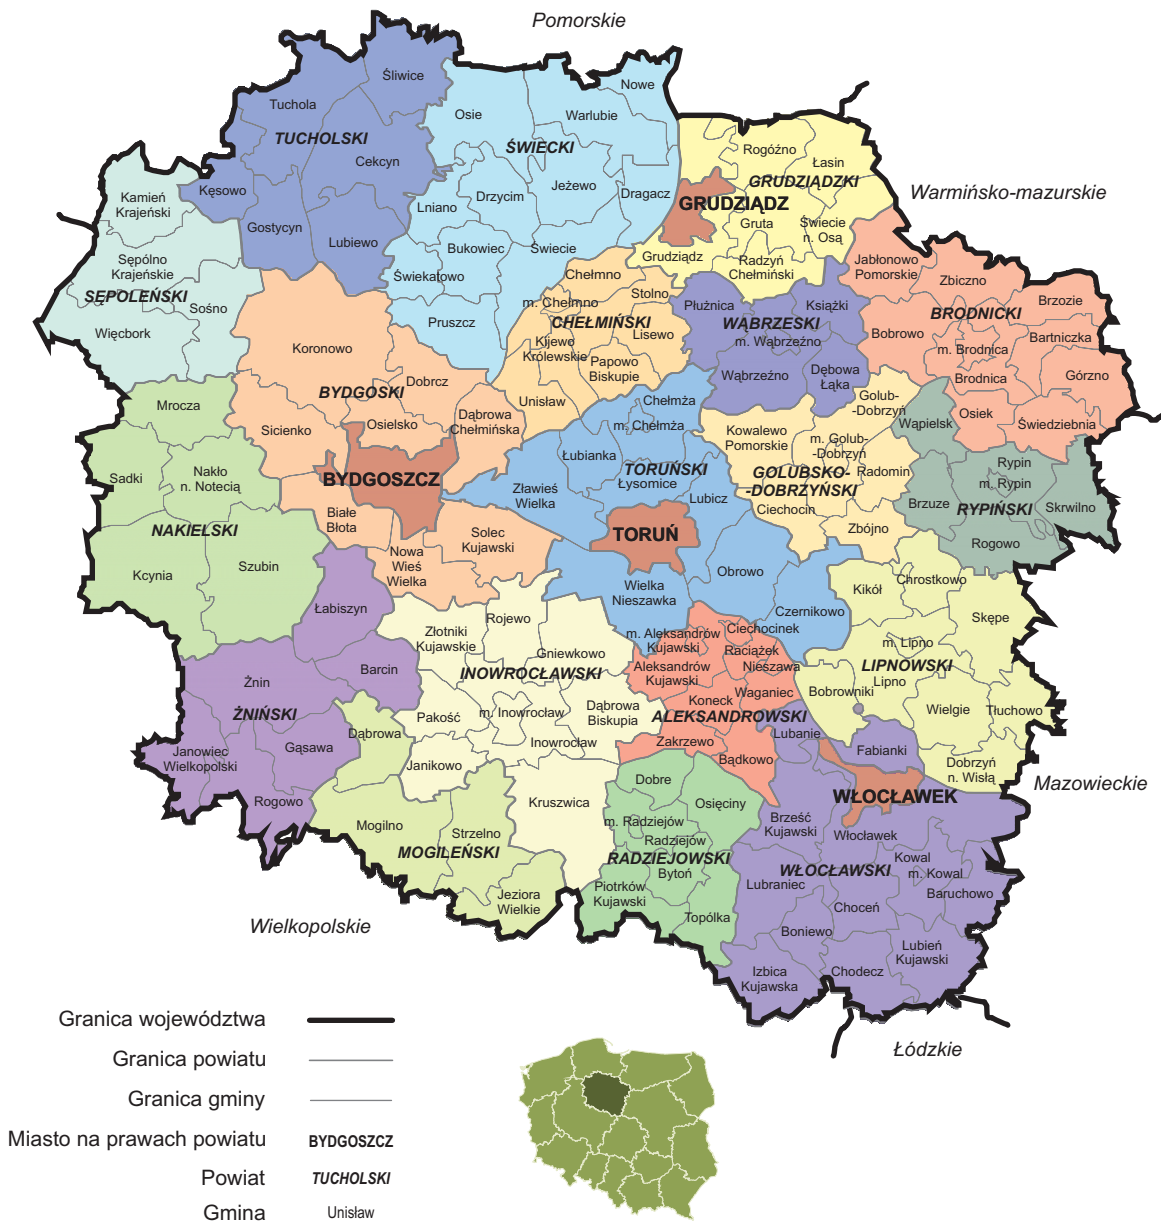 Pomorskie
Śliwice
Nowe
Tuchola
Osie
Warlubie
TUCHOLSKI
ŚWIECKI
Rogóźno
Cekcyn
Łasin
Kęsowo
Drzycim
Jeżewo
GRUDZIĄDZKI
Warmińsko-mazurskie
Kamień
Krajeński
Lniano
Dragacz
GRUDZIĄDZ
Gostycyn
Lubiewo
Bukowiec
Świecie
Gruta
Świecie
n. Osą
Sępólno
Krajeńskie
Świekatowo
Grudziądz
Radzyń
Chełmiński
Jabłonowo
Pomorskie
Zbiczno
SĘPOLEŃSKI
Sośno
Chełmno
m. Chełmno
Stolno
Płużnica
Książki
Brzozie
Więcbork
Pruszcz
CHEŁMIŃSKI
WĄBRZESKI
BRODNICKI
Koronowo
Kijewo
Królewskie
Lisewo
m. Wąbrzeźno
Bobrowo
m. Brodnica
Bartniczka
Papowo
Biskupie
Wąbrzeźno
Dębowa
Łąka
Brodnica
Górzno
BYDGOSKI
Dobrcz
Unisław
Chełmża
Golub-
-Dobrzyń
Mrocza
Sicienko
Osielsko
Dąbrowa
Chełmińska
m. Chełmża
Kowalewo
Pomorskie
m. Golub-
-Dobrzyń
Wąpielsk
Osiek
Świedziebnia
Sadki
Nakło
n. Notecią
BYDGOSZCZ
Łubianka
TORUŃSKI
Łysomice
GOLUBSKO-
-DOBRZYŃSKI
Radomin
Rypin
m. Rypin
Zławieś
Wielka
Lubicz
Ciechocin
Brzuze
RYPIŃSKI
Skrwilno
NAKIELSKI
Białe
Błota
Solec
Kujawski
TORUŃ
Zbójno
Rogowo
Kcynia
Szubin
Nowa
Wieś
Wielka
Wielka
Nieszawka
Obrowo
Kikół
Chrostkowo
Łabiszyn
Czernikowo
Skępe
Złotniki
Kujawskie
Rojewo
m. Aleksandrów
Kujawski
Ciechocinek
Raciążek
m. Lipno
Barcin
Gniewkowo
Aleksandrów
Kujawski
Nieszawa
LIPNOWSKI
Lipno
Żnin
INOWROCŁAWSKI
Koneck
Waganiec
Bobrowniki
ŻNIŃSKI
Pakość
m. Inowrocław
Dąbrowa
Biskupia
ALEKSANDROWSKI
Wielgie
Tłuchowo
Dąbrowa
Lubanie
Janowiec
Wielkopolski
Gąsawa
Janikowo
Inowrocław
Zakrzewo
Bądkowo
Fabianki
Dobrzyń
n. Wisłą
Mazowieckie
Rogowo
Kruszwica
Dobre
Osięciny
WŁOCŁAWEK
Mogilno
Strzelno
m. Radziejów
Brześć
Kujawski
Włocławek
MOGILEŃSKI
Radziejów
RADZIEJOWSKI
WŁOCŁAWSKI
Kowal
m. Kowal
Bytoń
Lubraniec
Baruchowo
Jeziora
Wielkie
Piotrków
Kujawski
Choceń
Wielkopolskie
Topólka
Boniewo
Lubień
Kujawski
Izbica
Kujawska
Chodecz
Granica województwa
Łódzkie
Granica powiatu
Granica gminy
Miasto na prawach powiatu BYDGOSZCZ
Powiat TUCHOLSKI
Gmina Unisław